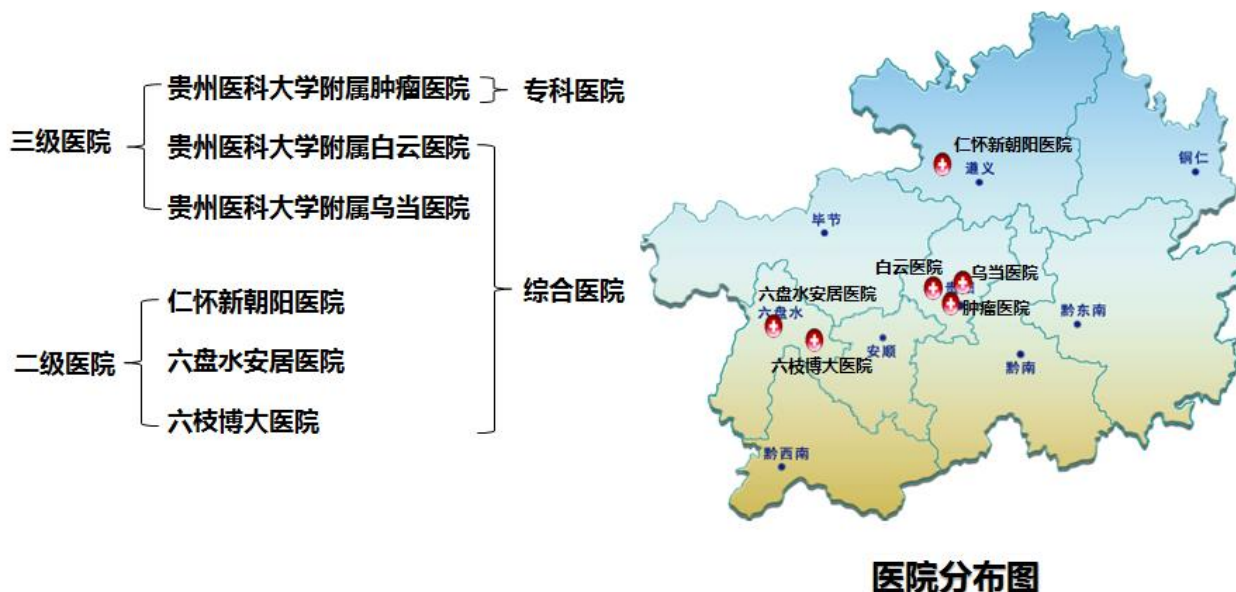 三级医院
贵州医科大学附属肿瘤医院
专科医院
贵州医科大学附属白云医院
贵州医科大学附属乌当医院
综合医院
二级医院
仁怀新朝阳医院
六盘水安居医院
六枝博大医院
仁怀新朝阳医院
遵义
铜仁
毕节
白云医院
乌当医院
六盘水安居医院
六盘水
肿瘤医院
黔东南
安顺
六枝博大医院
黔南
黔西南
医院分布图